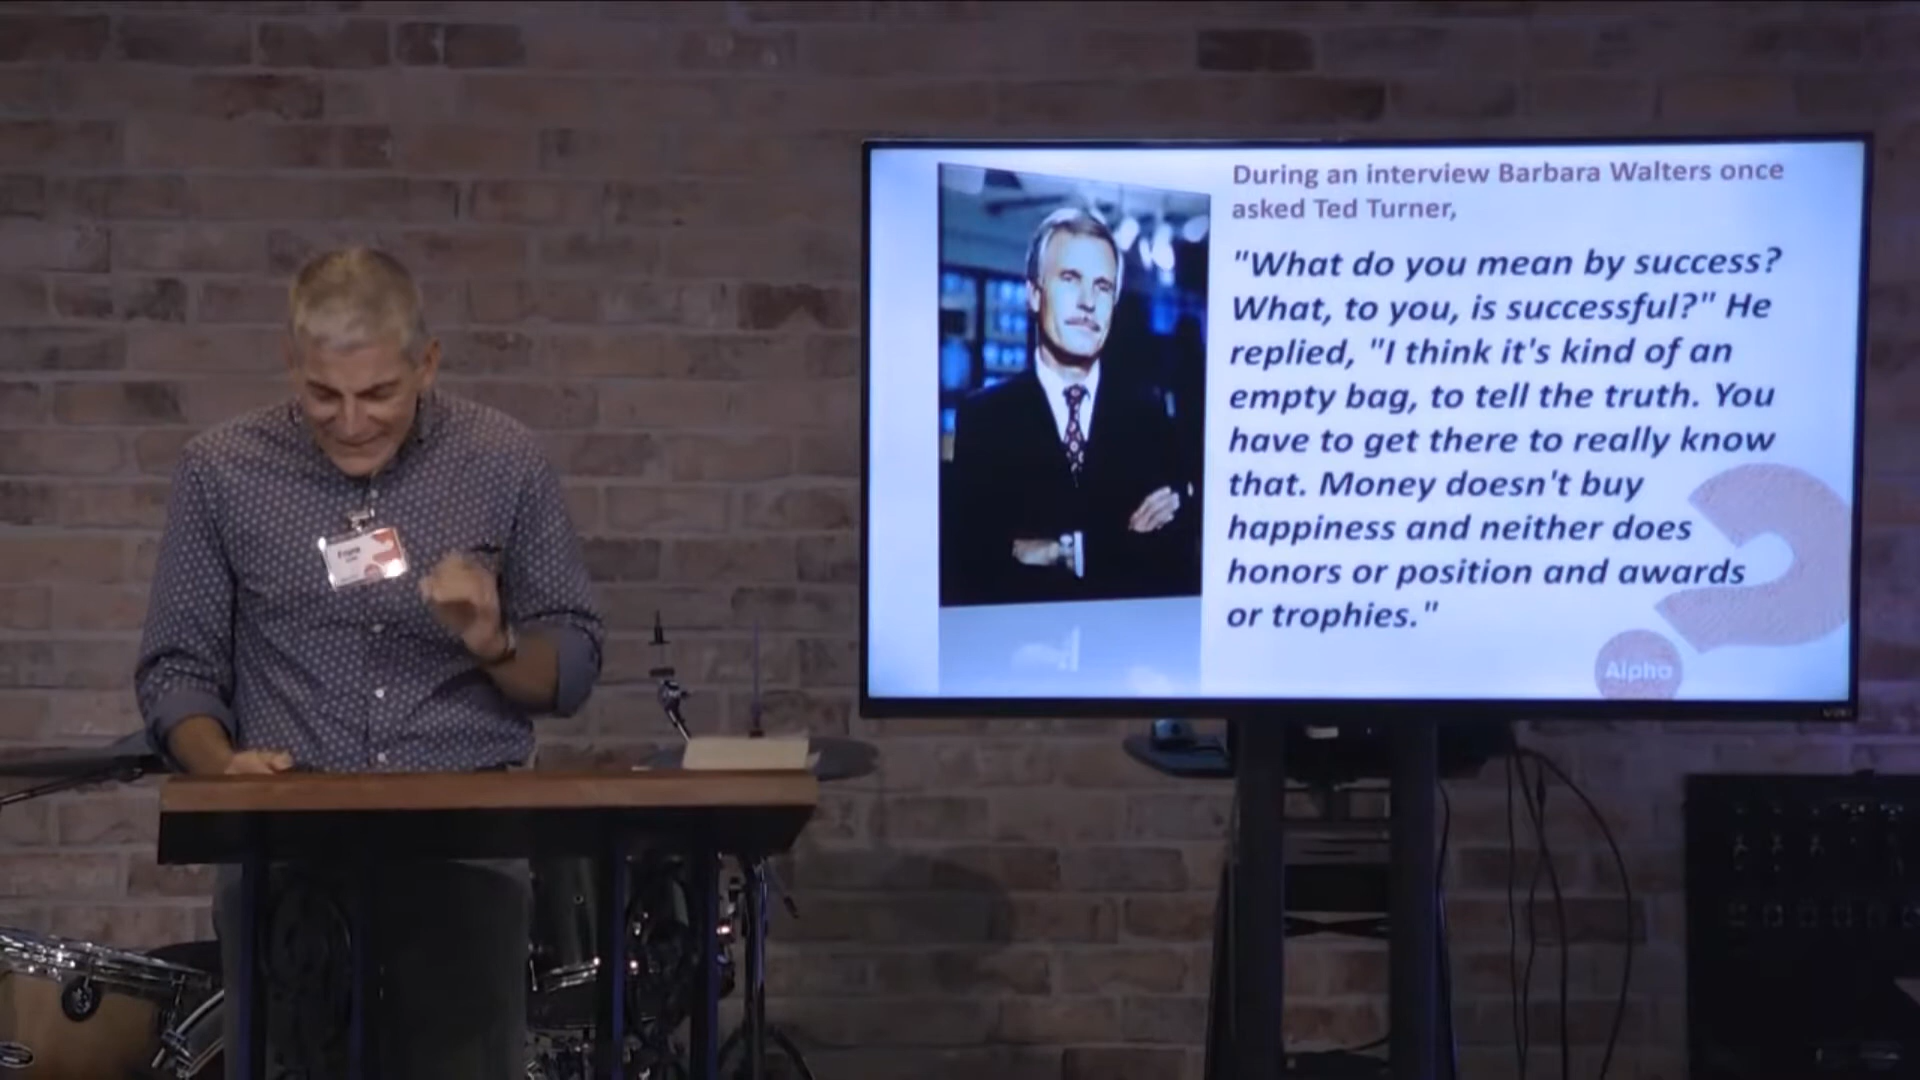 During an interview Barbara Walters once
asked Ted Turner,
"What do you mean by success?
What, to you, is successful?" He
replied, "I think it's kind of an
empty bag, to tell the truth. You
have to get there to really know
that. Money doesn't buy
happiness and neither does
honors or position and awards
or trophies."
Alpha